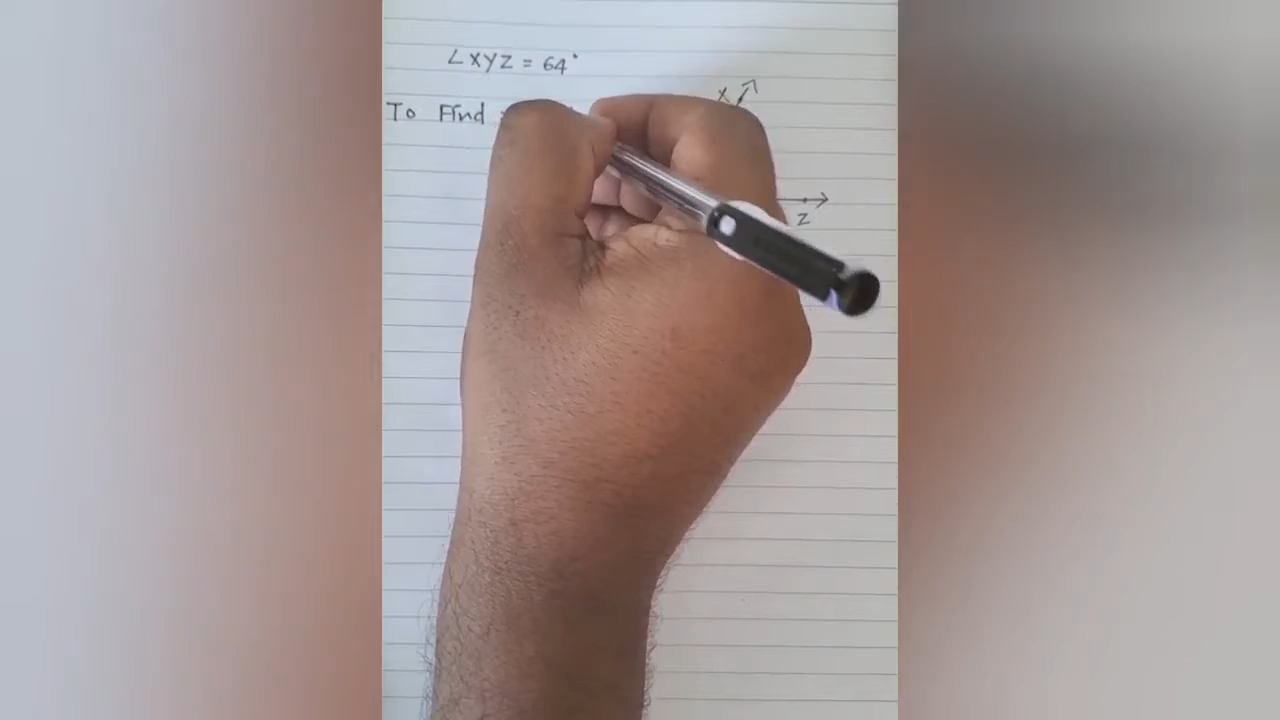 ∠XYZ = 64°
To Find :
X
Z